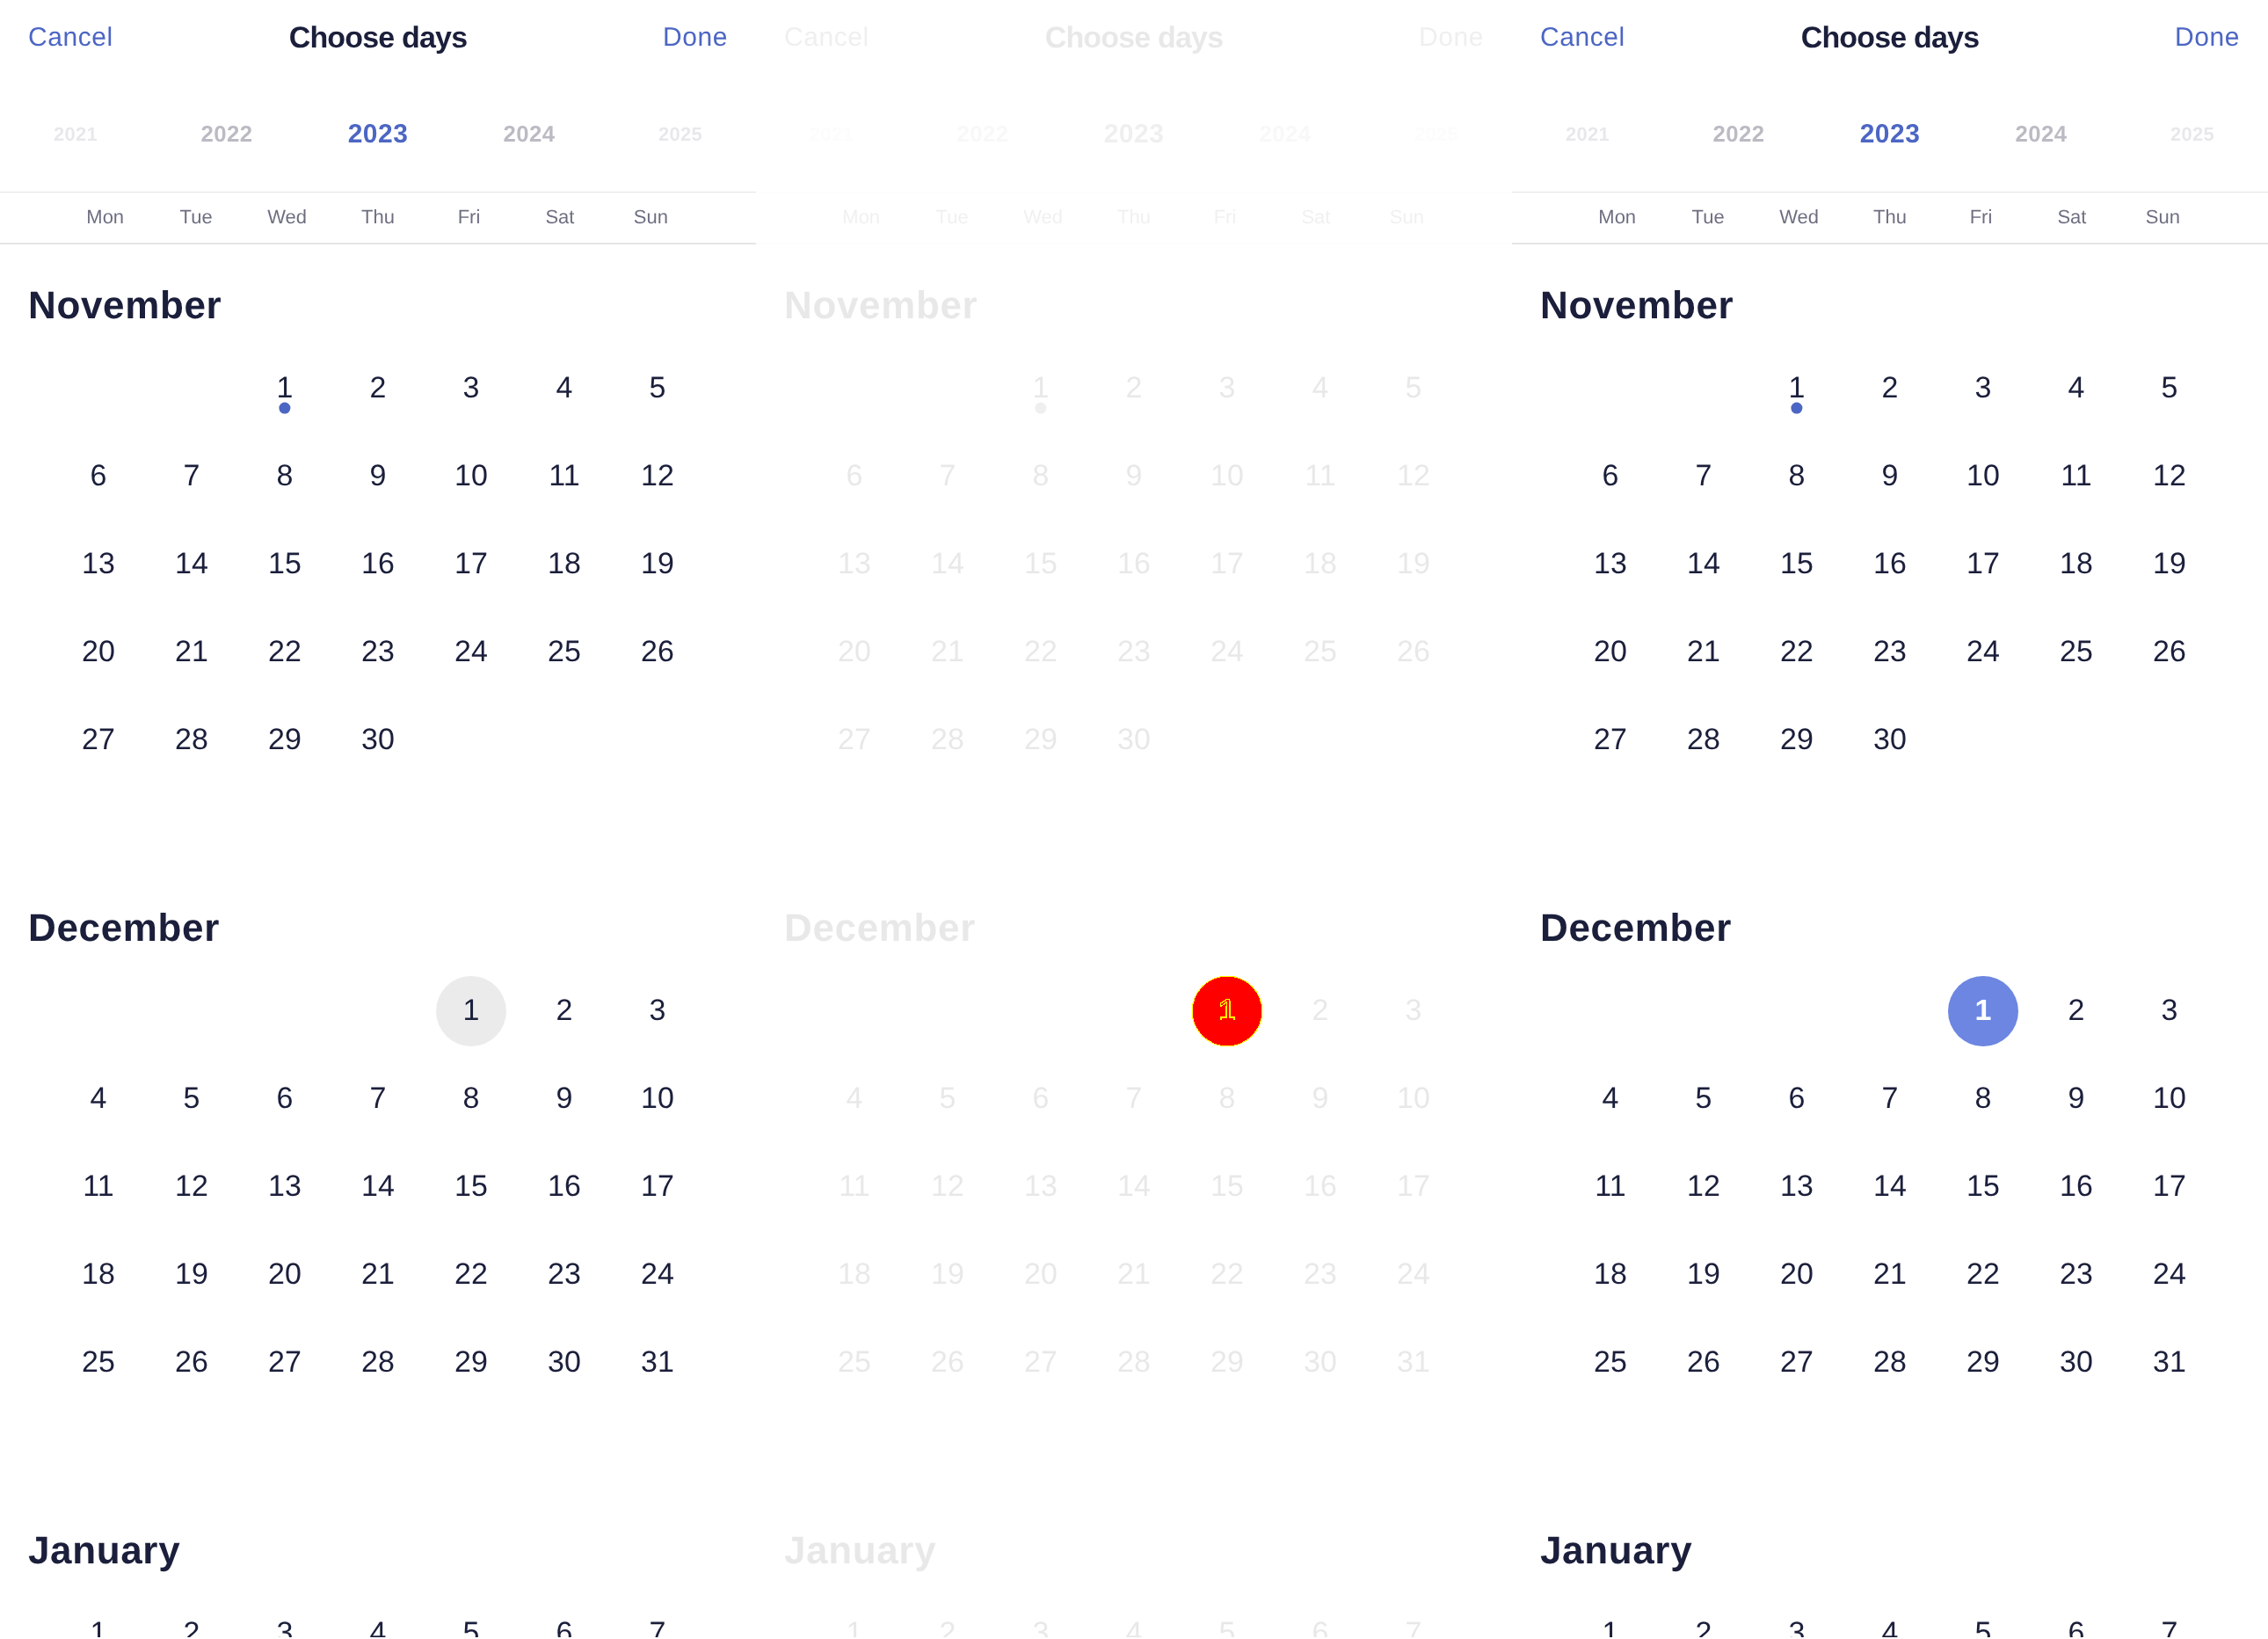 Cancel Choose days Done Cancel Choose days Done Cancel Choose days Done
2021 2022 2023 2024 2025 2022 2023 2024 2021 2022 2023 2024 2025
Mon Tue Wed Thu Fri Sat Sun Mon Tue Wed Thu Fri Sat Sun Mon Tue Wed Thu Fri Sat Sun
November November November
1 2 3 4 5 1 2 3 4 5 1 2 3 4 5
6 7 8 9 10 11 12 6 7 8 9 10 11 12 6 7 8 9 10 11 12
13 14 15 16 17 18 19 13 14 15 16 17 18 19 13 14 15 16 17 18 19
20 21 22 23 24 25 26 20 21 22 23 24 25 26 20 21 22 23 24 25 26
27 28 29 30 27 28 29 30 27 28 29 30
December December December
1 2 3 1 2 3 1 2 3
4 5 6 7 8 9 10 4 5 6 7 8 9 10 4 5 6 7 8 9 10
11 12 13 14 15 16 17 11 12 13 14 15 16 17 11 12 13 14 15 16 17
18 19 20 21 22 23 24 18 19 20 21 22 23 24 18 19 20 21 22 23 24
25 26 27 28 29 30 31 25 26 27 28 29 30 31 25 26 27 28 29 30 31
January January January
1 2 3 4 5 6 7 1 2 3 4 5 6 7 1 2 3 4 5 6 7